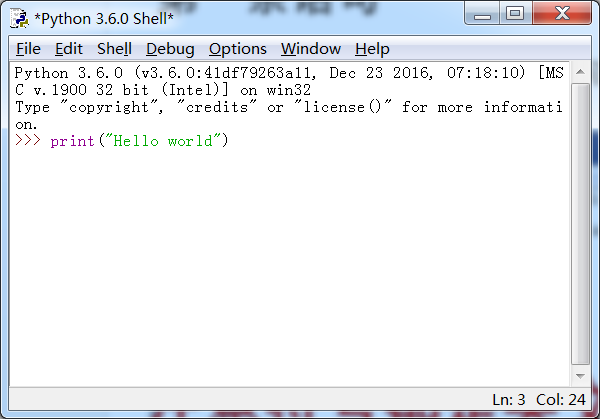 *Python 3.6.0 Shell*
File Edit Shell Debug Options Window Help
Python 3.6.0 (v3.6.0:41df79263a11, Dec 23 2016, 07:18:10) [MS
C v.1900 32 bit (Intel)] on win32
Type "copyright", "credits" or "license()" for more informati
on.
>>> print("Hello world")
Ln: 3 Col: 24